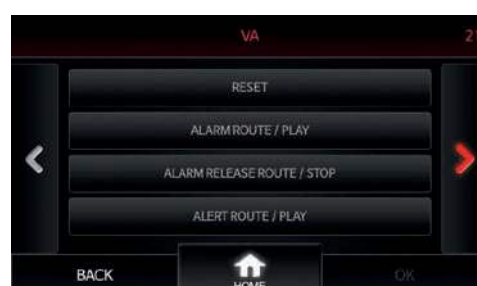 VA
RESET
ALARM ROUTE / PLAY
ALARM RELEASE ROUTE / STOP
ALERT ROUTE / PLAY
BACK
HOME
OK